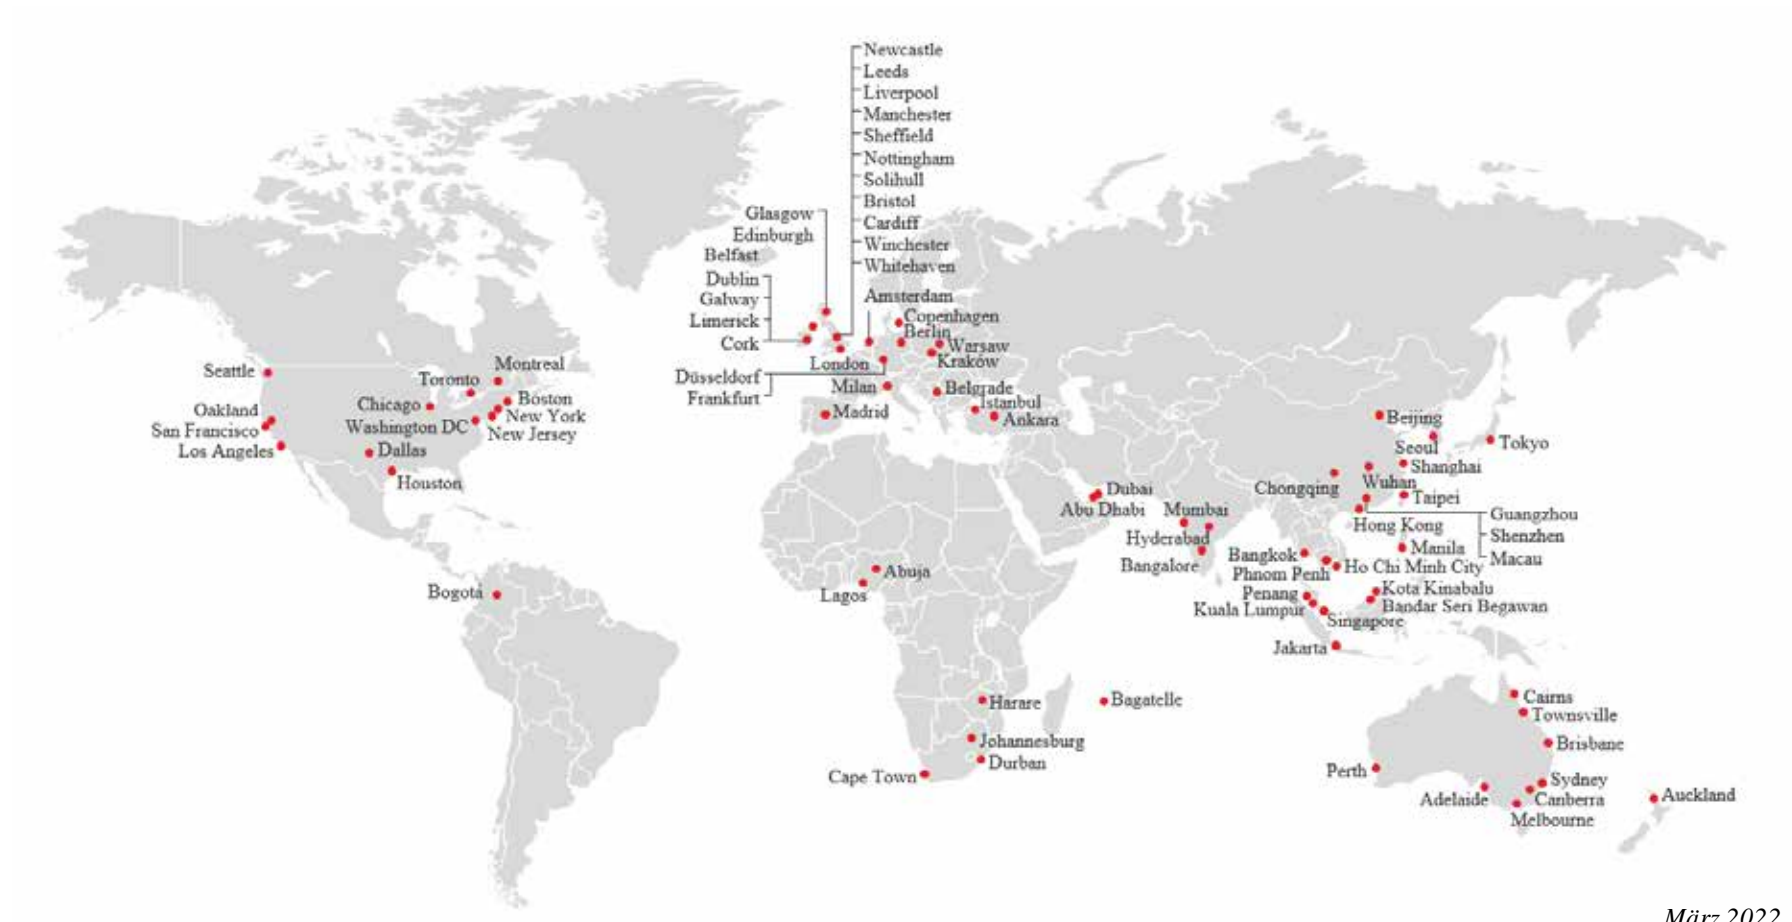 Newcastle
Leeds
Liverpool
Manchester
Sheffield
Nottingham
Solihull
Bristol
Cardiff
Winchester
Whitehaven
Glasgow
Edinburgh
Belfast
Dublin
Galway
Limerick
Cork
Amsterdam
Copenhagen
Berlin
Warsaw
Kraków
London
Düsseldorf
Frankfurt
Milan
Madrid
Belgrade
Istanbul
Ankara
Seattle
Oakland
San Francisco
Los Angeles
Montreal
Toronto
Chicago
Boston
New York
Washington DC
New Jersey
Dallas
Houston
Bogotá
Beijing
Seoul
Tokyo
Shanghai
Chongqing
Wuhan
Taipei
Guangzhou
Shenzhen
Macau
Hong Kong
Dubai
Abu Dhabi
Mumbai
Hyderabad
Bangalore
Bangkok
Phnom Penh
Manila
Ho Chi Minh City
Penang
Kuala Lumpur
Kota Kinabalu
Bandar Seri Begawan
Singapore
Jakarta
Abuja
Lagos
Harare
Bagatelle
Johannesburg
Durban
Cape Town
Cairns
Townsville
Brisbane
Perth
Sydney
Adelaide
Canberra
Melbourne
Auckland
März 2022